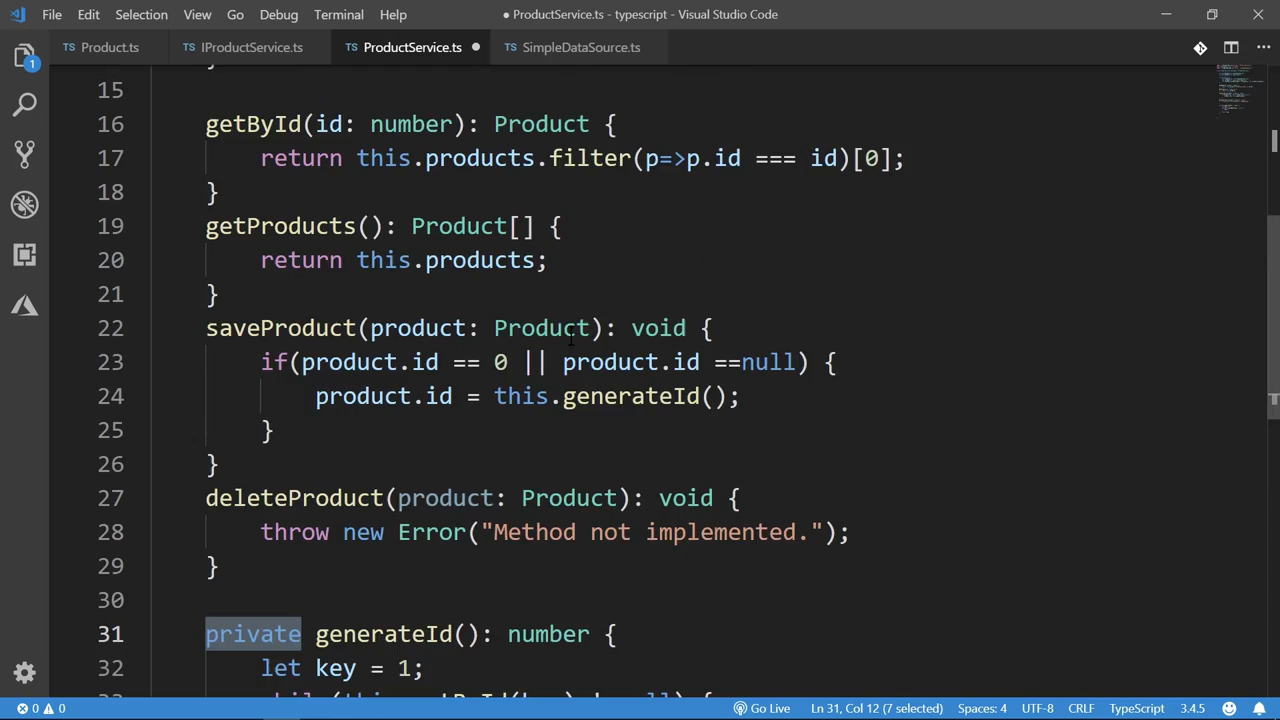 File Edit Selection View Go Debug Terminal Help ● ProductService.ts - typescript - Visual Studio Code
TS Product.ts TS IProductService.ts TS ProductService.ts ● TS SimpleDataSource.ts
1
15
16 getById(id: number): Product {
17 return this.products.filter(p=>p.id === id)[0];
18 }
19 getProducts(): Product[] {
20 return this.products;
21 }
22 saveProduct(product: Product): void {
23 if(product.id == 0 || product.id ==null) {
24 product.id = this.generateId();
25 }
26 }
27 deleteProduct(product: Product): void {
28 throw new Error("Method not implemented.");
29 }
30
31 private generateId(): number {
32 let key = 1;
0 0 Go Live Ln 31, Col 12 (7 selected) Spaces: 4 UTF-8 CRLF TypeScript 3.4.5